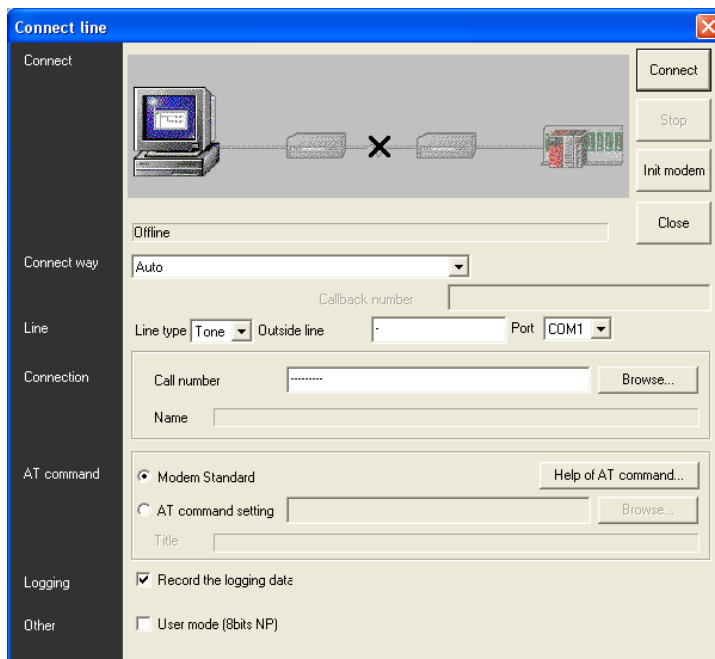 Connect line
Connect
Connect
Stop
Init modem
Close
Offline
Connect way
Auto
Callback number
Line
Line type
Tone
Outside line
-
Port
COM1
Connection
Call number
---------
Browse...
Name
AT command
Modem Standard
Help of AT command...
AT command setting
Browse...
Title
Logging
Record the logging data
Other
User mode (8bits NP)